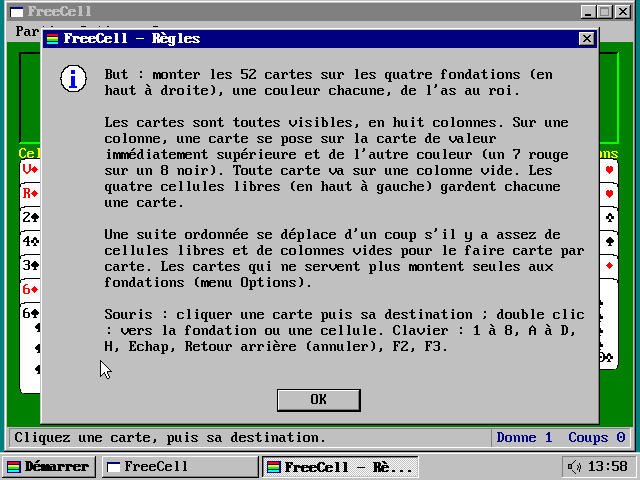 FreeCell
FreeCell - Règles
But : monter les 52 cartes sur les quatre fondations (en
haut à droite), une couleur chacune, de l'as au roi.
Les cartes sont toutes visibles, en huit colonnes. Sur une
colonne, une carte se pose sur la carte de valeur
immédiatement supérieure et de l'autre couleur (un 7 rouge
sur un 8 noir). Toute carte va sur une colonne vide. Les
quatre cellules libres (en haut à gauche) gardent chacune
une carte.
Une suite ordonnée se déplace d'un coup s'il y a assez de
cellules libres et de colonnes vides pour le faire carte par
carte. Les cartes qui ne servent plus montent seules aux
fondations (menu Options).
Souris : cliquer une carte puis sa destination ; double clic
: vers la fondation ou une cellule. Clavier : 1 à 8, A à D,
H, Echap, Retour arrière (annuler), F2, F3.
OK
V♦
R♦
2♠
4♣
3♠
6♦
6♠
Cliquez une carte, puis sa destination.
Donne 1 Coups 0
Démarrer
FreeCell
FreeCell - Rè...
13:58